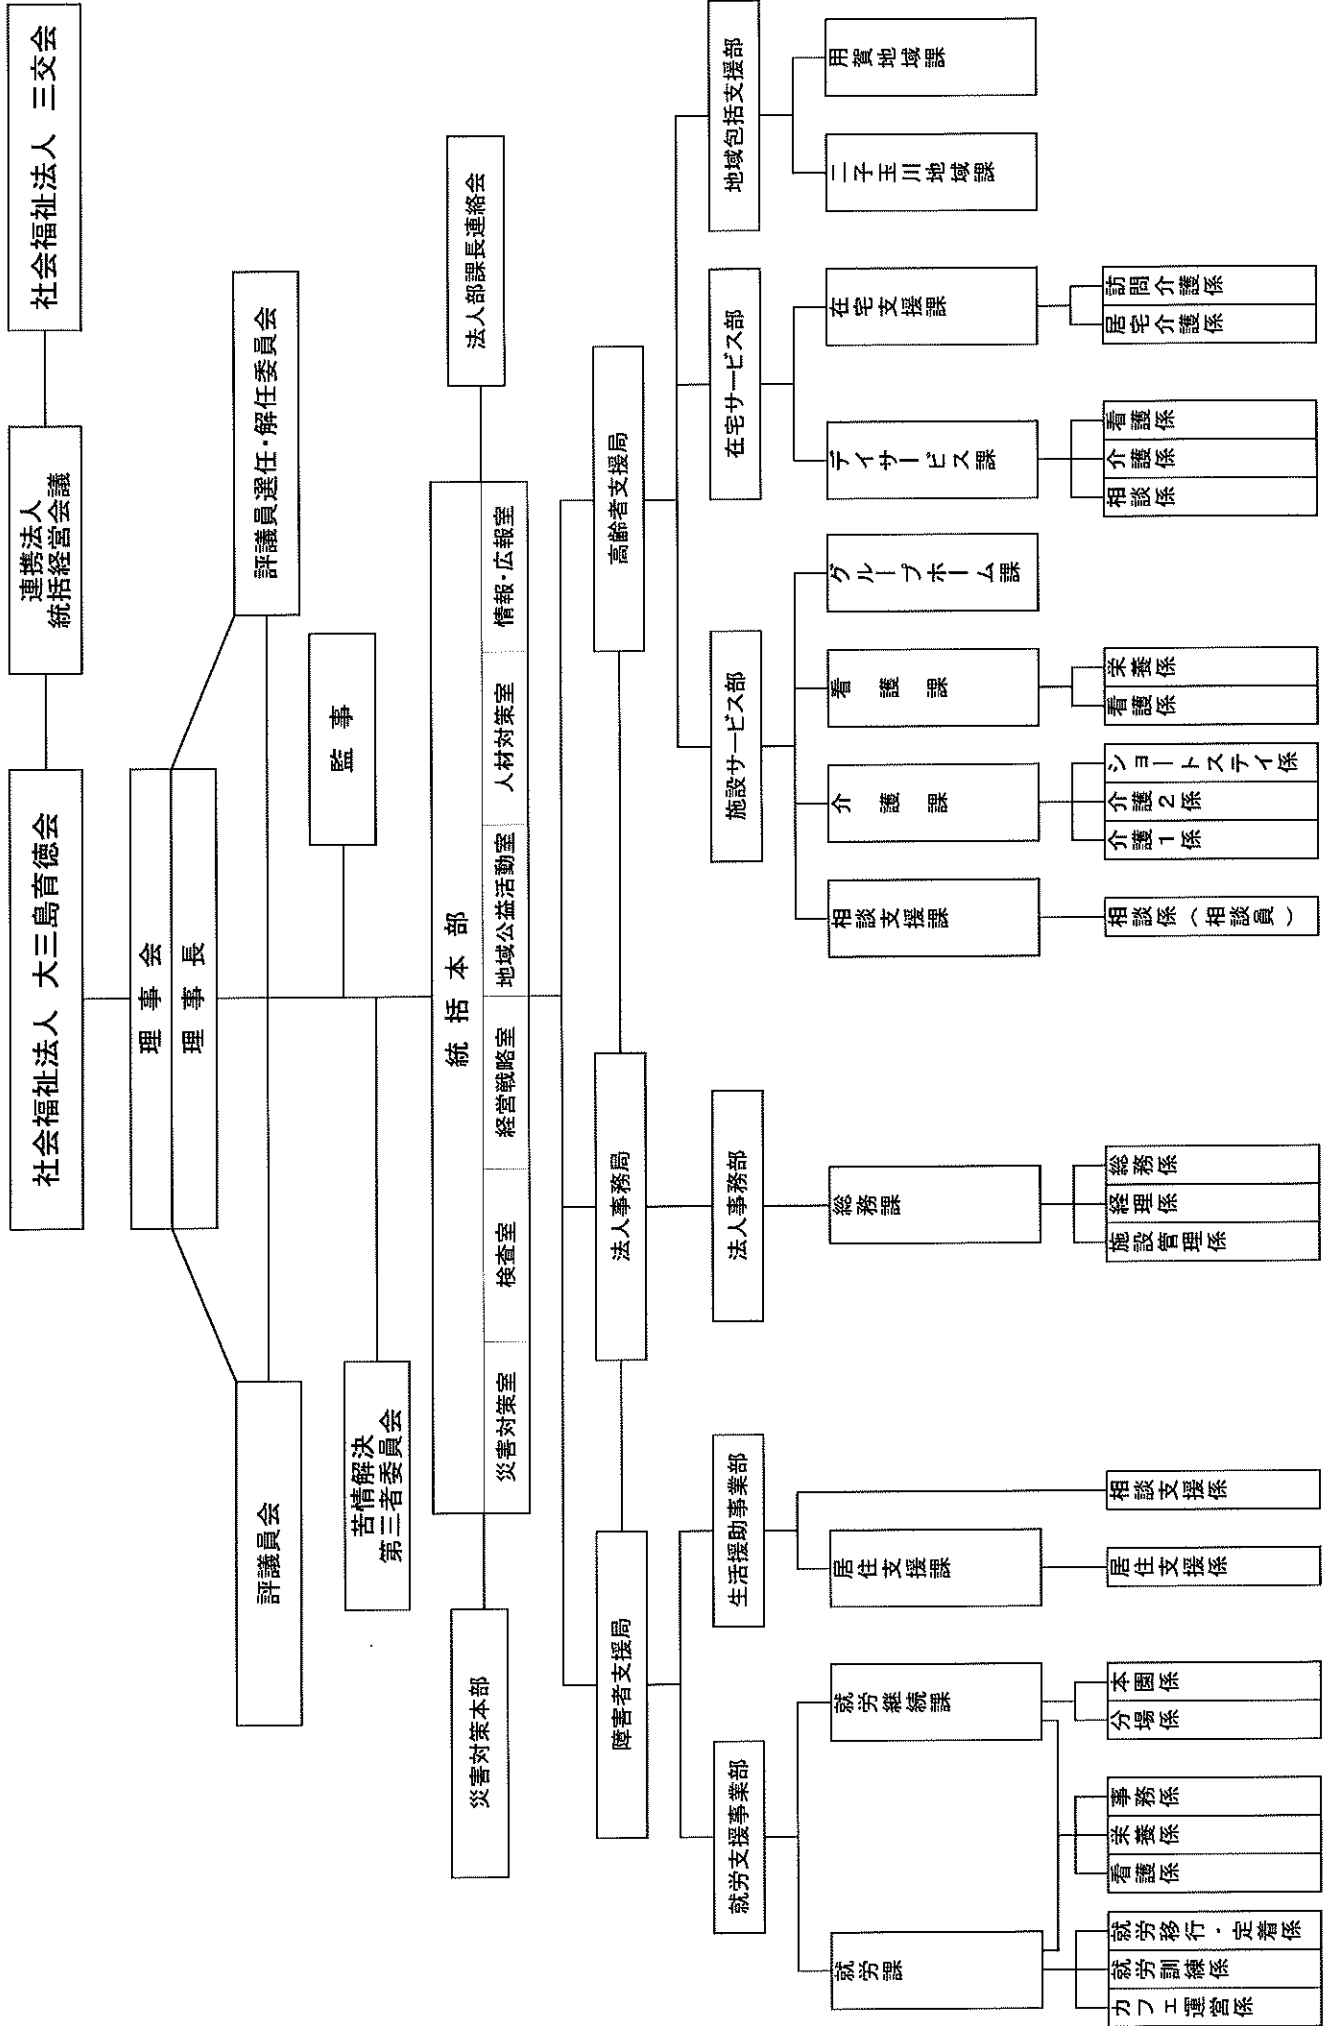 社会福祉法人 大三島育徳会
連携法人
統括経営会議
社会福祉法人 三交会
理事会
理事長
評議員会
評議員選任・解任委員会
監事
苦情解決
第三者委員会
統括本部
災害対策室
検査室
経営戦略室
地域公益活動室
人材対策室
情報・広報室
災害対策本部
法人部課長連絡会
障害者支援局
法人事務局
高齢者支援局
就労支援事業部
生活援助事業部
法人事務部
施設サービス部
在宅サービス部
地域包括支援部
就労課
就労継続課
居住支援課
総務課
相談支援課
介護課
看護課
グループホーム課
デイサービス課
在宅支援課
二子玉川地域課
用賀地域課
カフェ運営係
就労訓練係
就労移行・定着係
看護係
栄養係
事務係
分場係
本園係
居住支援係
相談支援係
施設管理係
経理係
総務係
相談係(相談員)
介護1係
介護2係
ショートステイ係
看護係
栄養係
相談係
介護係
看護係
居宅介護係
訪問介護係